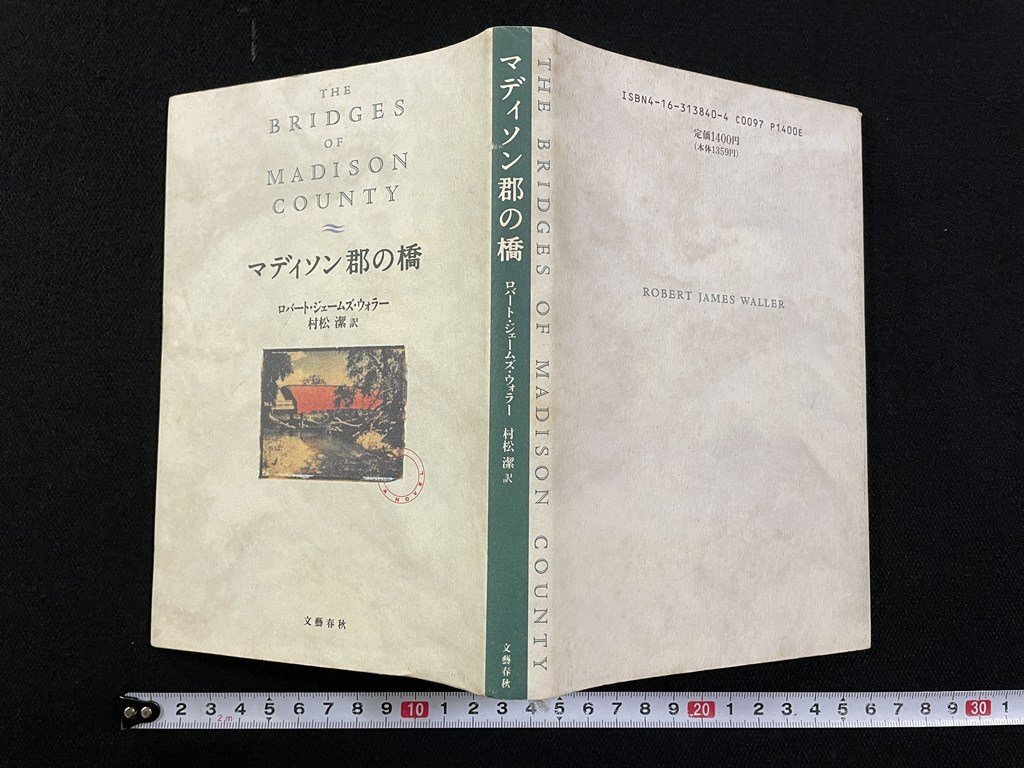 THE
BRIDGES
OF
MADISON
COUNTY
マディソン郡の橋
ロバート・ジェームズ・ウォラー
村松 潔 訳
A NOVEL
文藝春秋
マディソン郡の橋 ロバート・ジェームズ・ウォラー 村松 潔 訳 文藝春秋
THE BRIDGES OF MADISON COUNTY
ISBN4-16-313840-4 C0097 P1400E
定価1400円
(本体1359円)
ROBERT JAMES WALLER
2 3 4 5 6 7 8 9 10 1 2 3 4 5 6 7 8 9 20 1 2 3 4 5 6 7 8 9 30 1
2m